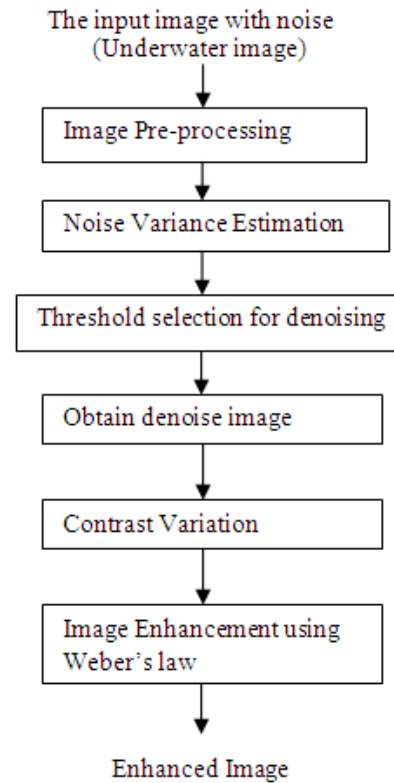 The input image with noise
(Underwater image)
Image Pre-processing
Noise Variance Estimation
Threshold selection for denoising
Obtain denoise image
Contrast Variation
Image Enhancement using
Weber's law
Enhanced Image